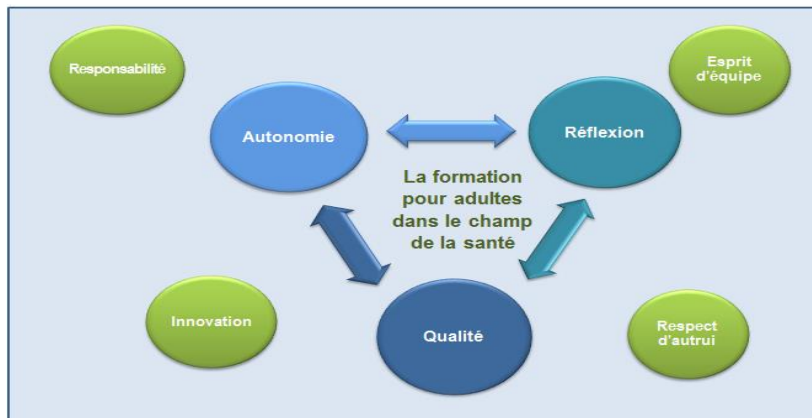 Responsabilité
Esprit
d'équipe
Autonomie
Réflexion
La formation
pour adultes
dans le champ
de la santé
Innovation
Qualité
Respect
d'autrui